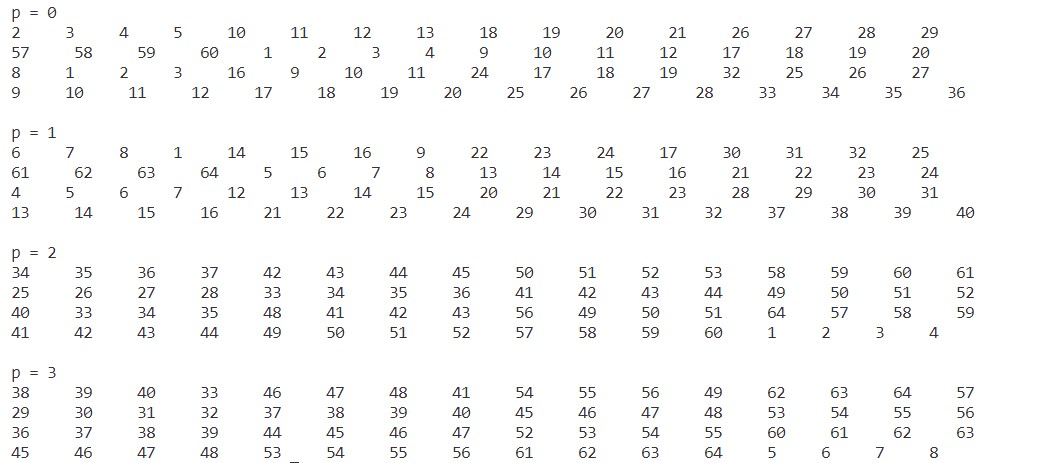 p = 0
2 3 4 5 10 11 12 13 18 19 20 21 26 27 28 29
57 58 59 60 1 2 3 4 9 10 11 12 17 18 19 20
8 1 2 3 16 9 10 11 24 17 18 19 32 25 26 27
9 10 11 12 17 18 19 20 25 26 27 28 33 34 35 36
p = 1
6 7 8 1 14 15 16 9 22 23 24 17 30 31 32 25
61 62 63 64 5 6 7 8 13 14 15 16 21 22 23 24
4 5 6 7 12 13 14 15 20 21 22 23 28 29 30 31
13 14 15 16 21 22 23 24 29 30 31 32 37 38 39 40
p = 2
34 35 36 37 42 43 44 45 50 51 52 53 58 59 60 61
25 26 27 28 33 34 35 36 41 42 43 44 49 50 51 52
40 33 34 35 48 41 42 43 56 49 50 51 64 57 58 59
41 42 43 44 49 50 51 52 57 58 59 60 1 2 3 4
p = 3
38 39 40 33 46 47 48 41 54 55 56 49 62 63 64 57
29 30 31 32 37 38 39 40 45 46 47 48 53 54 55 56
36 37 38 39 44 45 46 47 52 53 54 55 60 61 62 63
45 46 47 48 53 54 55 56 61 62 63 64 5 6 7 8